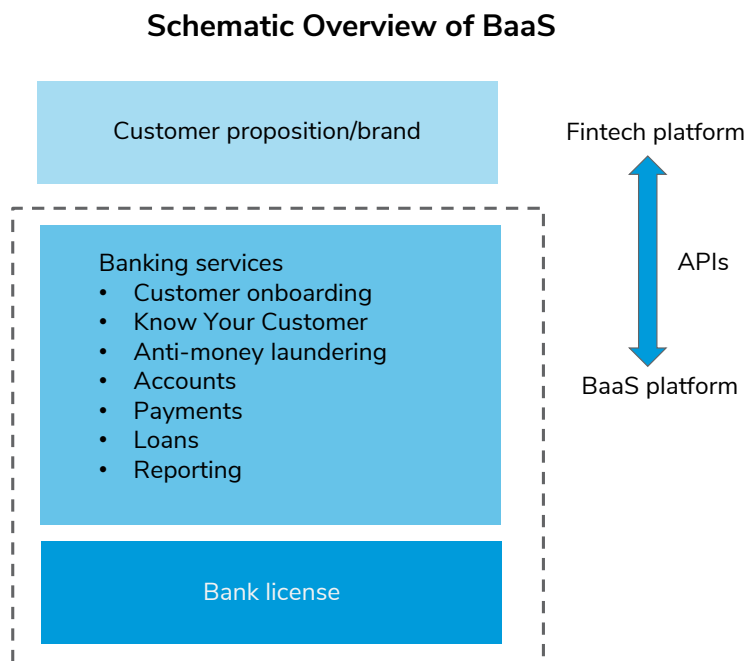 Schematic Overview of BaaS
Customer proposition/brand
Fintech platform
Banking services
• Customer onboarding
• Know Your Customer
• Anti-money laundering
• Accounts
• Payments
• Loans
• Reporting
APIs
BaaS platform
Bank license